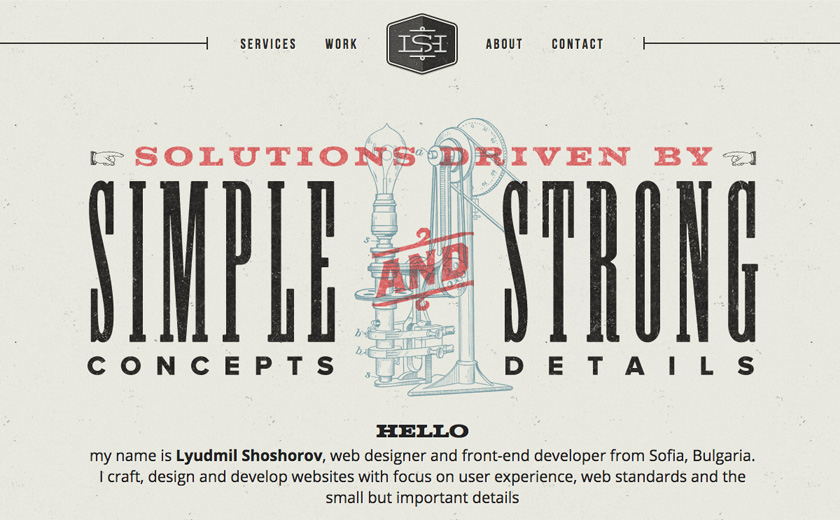 SERVICES WORK LSH ABOUT CONTACT
SOLUTIONS DRIVEN BY
SIMPLE AND STRONG
CONCEPTS DETAILS
HELLO
my name is Lyudmil Shoshorov, web designer and front-end developer from Sofia, Bulgaria.
I craft, design and develop websites with focus on user experience, web standards and the
small but important details